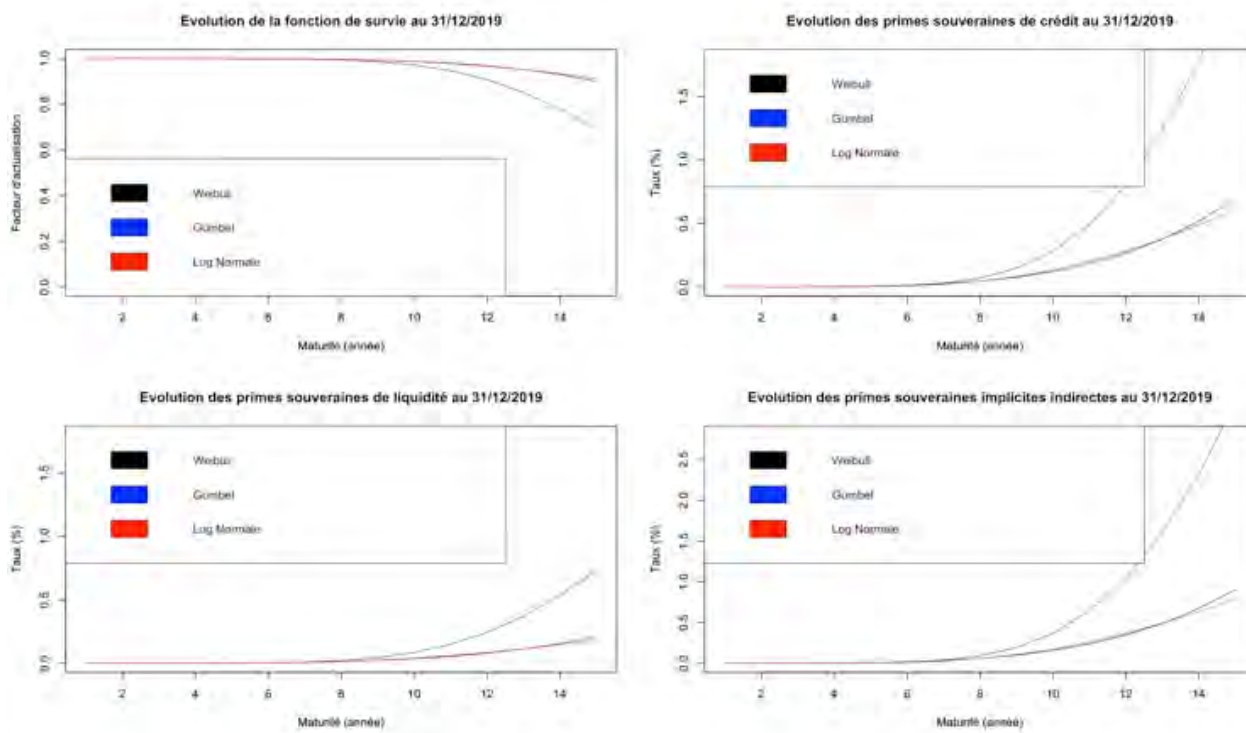 Evolution de la fonction de survie au 31/12/2019
Facteur d'actualisation
0.0 0.2 0.4 0.6 0.8 1.0
Weibull
Gumbel
Log Normale
2 4 6 8 10 12 14
Maturité (année)
Evolution des primes souveraines de crédit au 31/12/2019
Taux (%)
0.0 0.5 1.0 1.5
Weibull
Gumbel
Log Normale
2 4 6 8 10 12 14
Maturité (année)
Evolution des primes souveraines de liquidité au 31/12/2019
Taux (%)
0.0 0.5 1.0 1.5
Weibull
Gumbel
Log Normale
2 4 6 8 10 12 14
Maturité (année)
Evolution des primes souveraines implicites indirectes au 31/12/2019
Taux (%)
0.0 0.5 1.0 1.5 2.0 2.5
Weibull
Gumbel
Log Normale
2 4 6 8 10 12 14
Maturité (année)